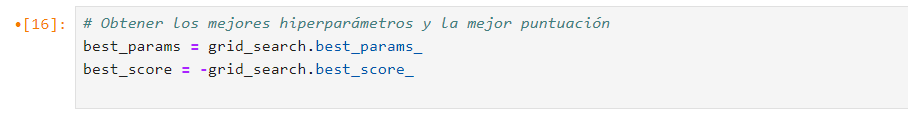 •[16]: # Obtener los mejores hiperparámetros y la mejor puntuación
best_params = grid_search.best_params_
best_score = -grid_search.best_score_